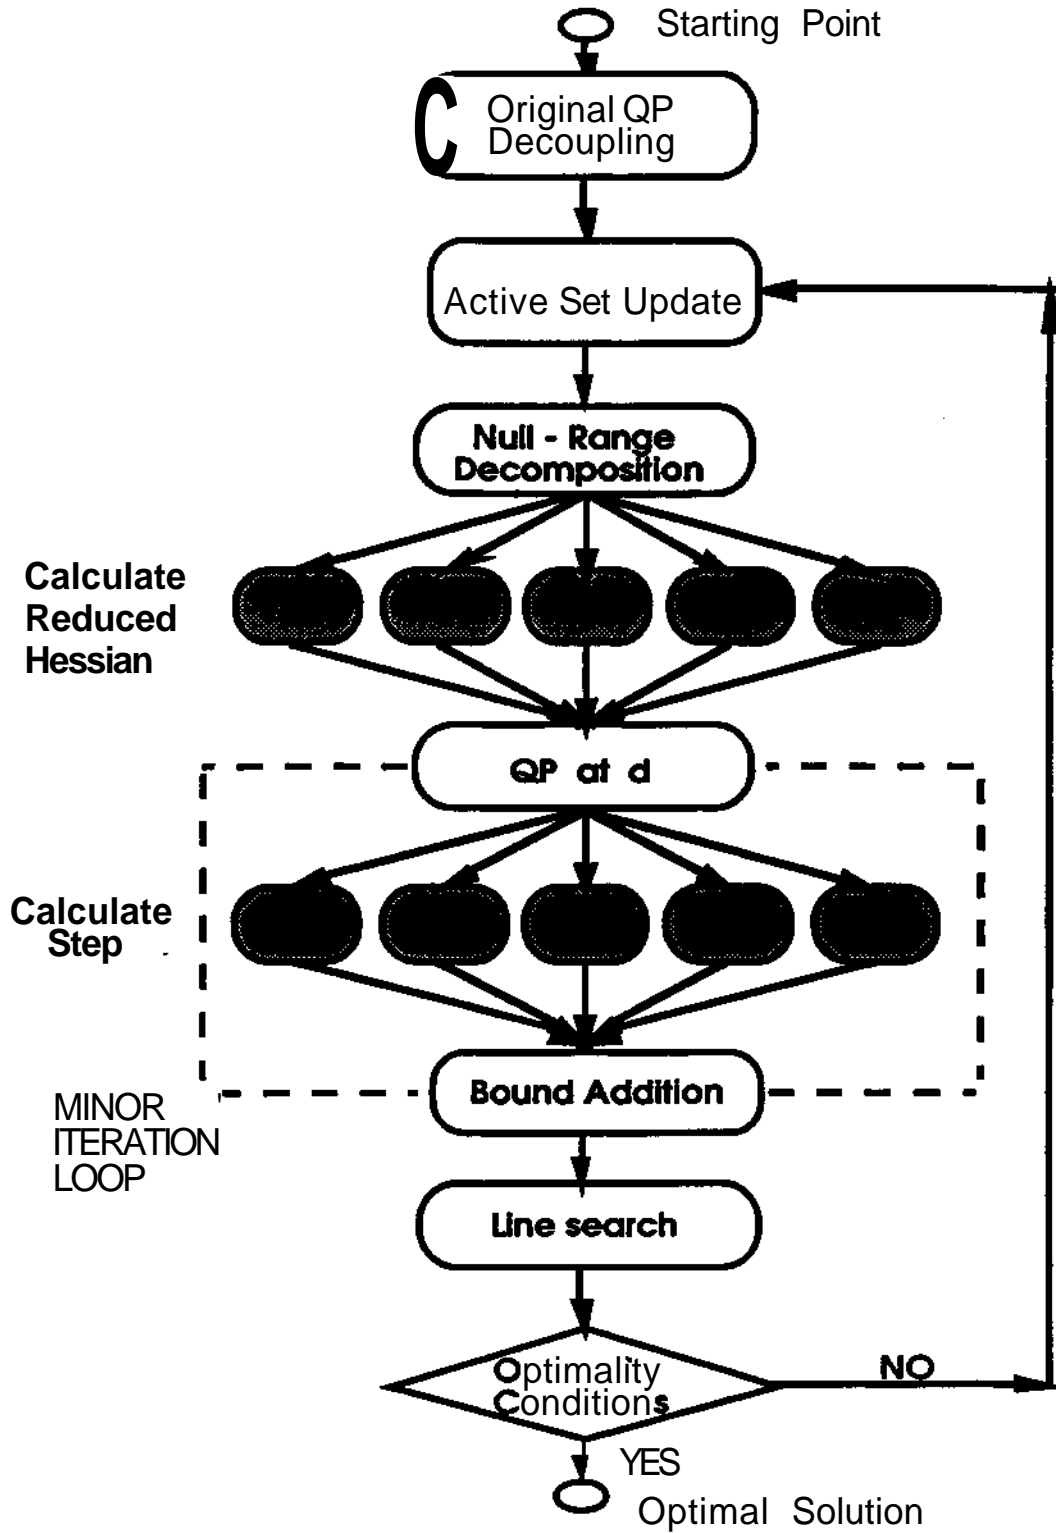 Starting Point
Original QP
Decoupling
Active Set Update
Null - Range
Decomposition
Calculate
Reduced
Hessian
QP at d
Calculate
Step
Bound Addition
MINOR
ITERATION
LOOP
Line search
Optimality
Conditions
NO
YES
Optimal Solution